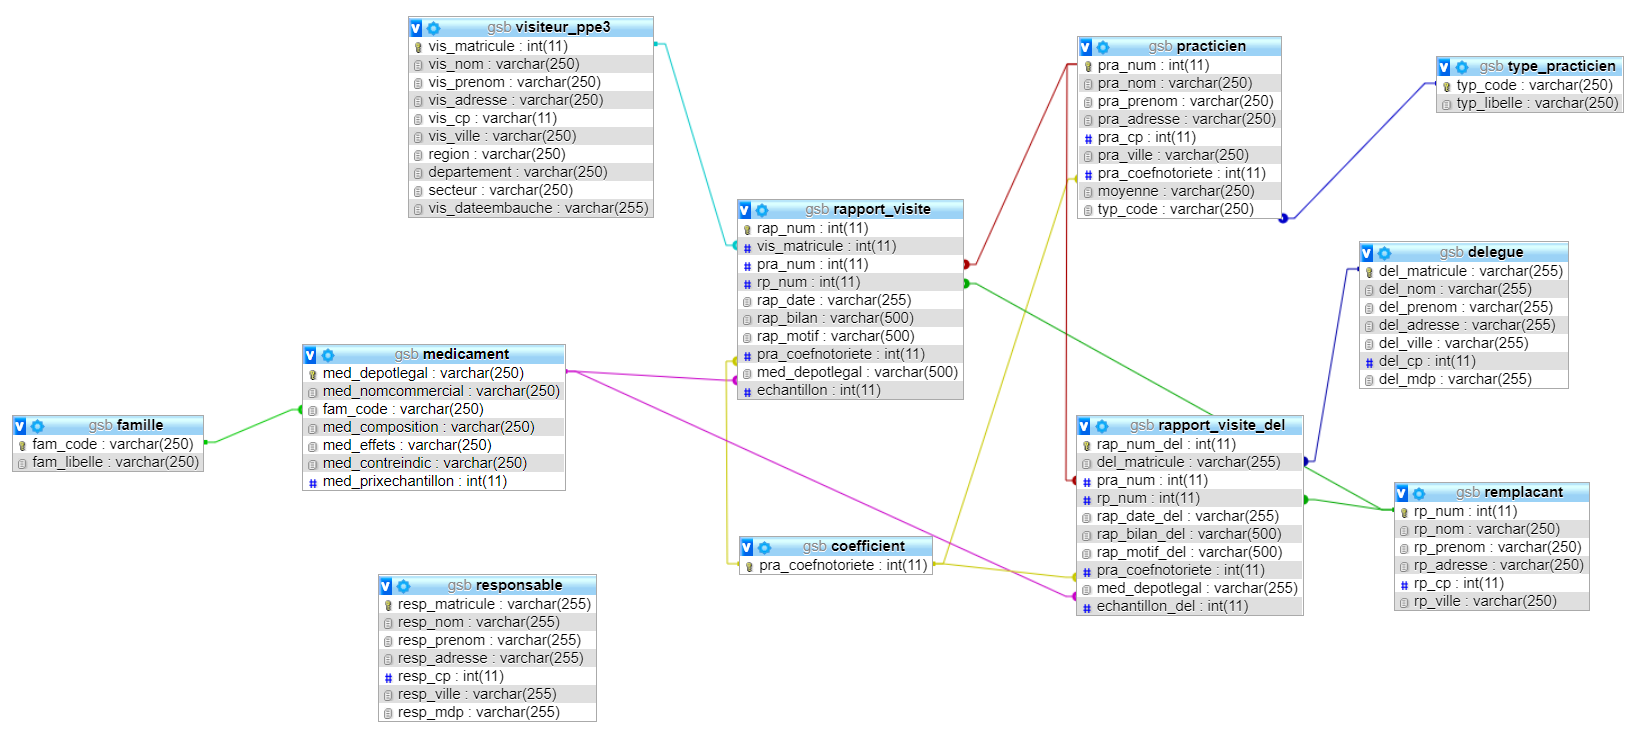 gsb visiteur_ppe3
vis_matricule : int(11)
vis_nom : varchar(250)
vis_prenom : varchar(250)
vis_adresse : varchar(250)
vis_cp : varchar(11)
vis_ville : varchar(250)
region : varchar(250)
departement : varchar(250)
secteur : varchar(250)
vis_dateembauche : varchar(255)
gsb practicien
pra_num : int(11)
pra_nom : varchar(250)
pra_prenom : varchar(250)
pra_adresse : varchar(250)
pra_cp : int(11)
pra_ville : varchar(250)
pra_coefnotoriete : int(11)
moyenne : varchar(250)
typ_code : varchar(250)
gsb type_practicien
typ_code : varchar(250)
typ_libelle : varchar(250)
gsb rapport_visite
rap_num : int(11)
vis_matricule : int(11)
pra_num : int(11)
rp_num : int(11)
rap_date : varchar(255)
rap_bilan : varchar(500)
rap_motif : varchar(500)
pra_coefnotoriete : int(11)
med_depotlegal : varchar(500)
echantillon : int(11)
gsb delegue
del_matricule : varchar(255)
del_nom : varchar(255)
del_prenom : varchar(255)
del_adresse : varchar(255)
del_ville : varchar(255)
del_cp : int(11)
del_mdp : varchar(255)
gsb medicament
med_depotlegal : varchar(250)
med_noncommercial : varchar(250)
fam_code : varchar(250)
med_composition : varchar(250)
med_effets : varchar(250)
med_contreindic : varchar(250)
med_prixechantillon : int(11)
gsb famille
fam_code : varchar(250)
fam_libelle : varchar(250)
gsb rapport_visite_del
rap_num_del : int(11)
del_matricule : varchar(255)
pra_num : int(11)
rp_num : int(11)
rap_date_del : varchar(255)
rap_bilan_del : varchar(500)
rap_motif_del : varchar(500)
pra_coefnotoriete : int(11)
med_depotlegal : varchar(255)
echantillon_del : int(11)
gsb remplacant
rp_num : int(11)
rp_nom : varchar(250)
rp_prenom : varchar(250)
rp_adresse : varchar(250)
rp_cp : int(11)
rp_ville : varchar(250)
gsb coefficient
pra_coefnotoriete : int(11)
gsb responsable
resp_matricule : varchar(255)
resp_nom : varchar(255)
resp_prenom : varchar(255)
resp_adresse : varchar(255)
resp_cp : int(11)
resp_ville : varchar(255)
resp_mdp : varchar(255)